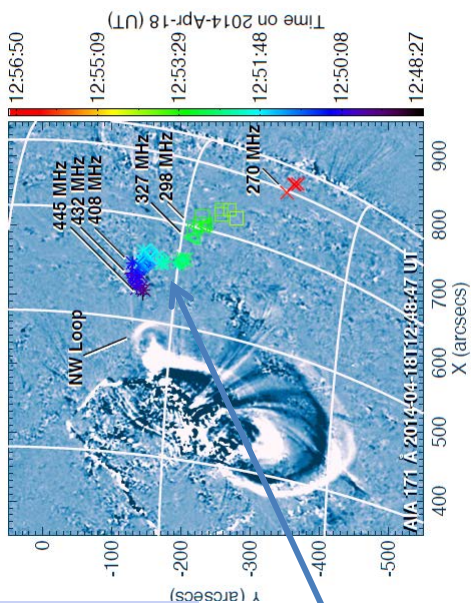 Time on 2014-Apr-18 (UT)
12:56:50
12:55:09
12:53:29
12:51:48
12:50:08
12:48:27
445 MHz
432 MHz
408 MHz
327 MHz
298 MHz
270 MHz
NW Loop
AIA 171 Å 2014-04-18T12:48:47 UT
400
500
600
700
800
900
X (arcsecs)
0
-100
-200
-300
-400
-500
Y (arcsecs)